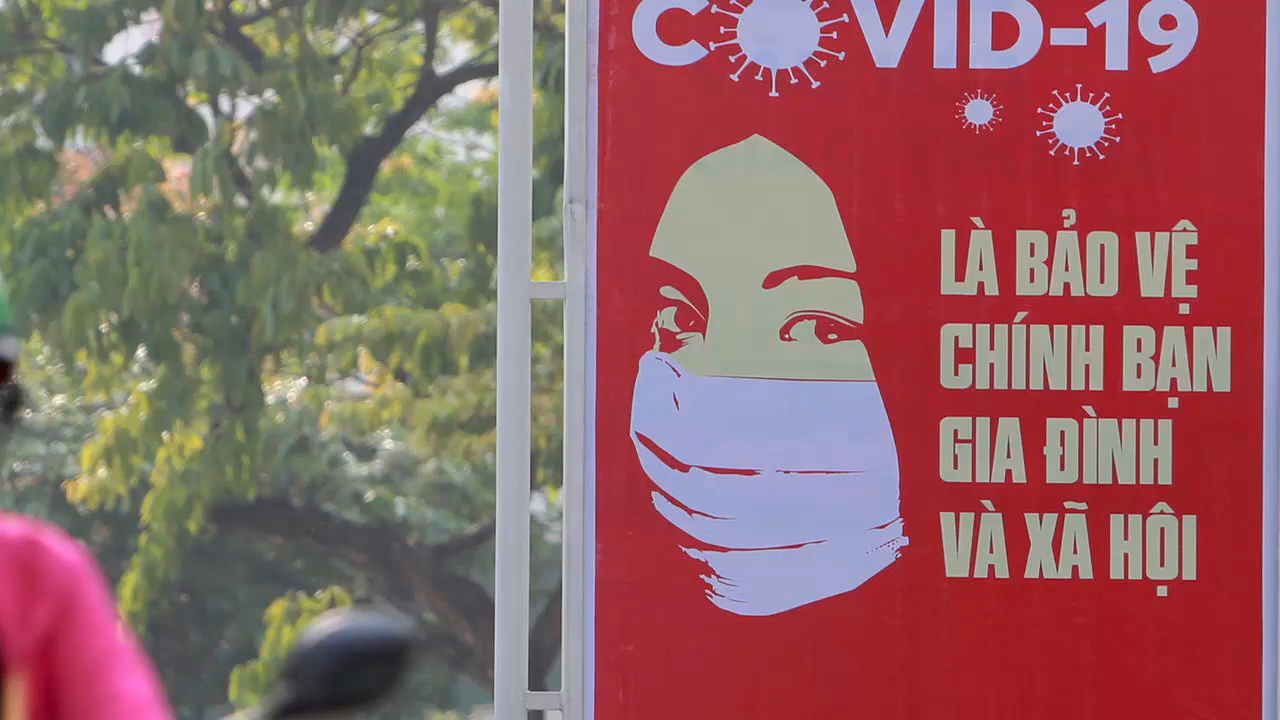 COVID-19
LÀ BẢO VỆ
CHÍNH BẠN
GIA ĐÌNH
VÀ XÃ HỘI